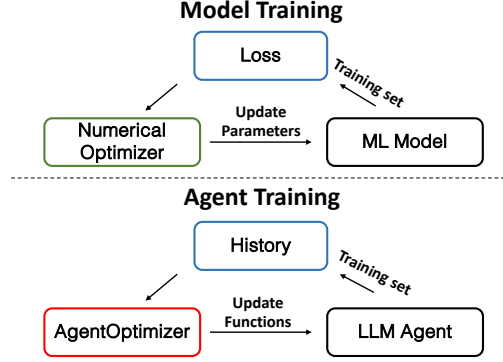 Model Training
Loss
Training set
Update
Parameters
Numerical
Optimizer
ML Model
Agent Training
History
Training set
Update
Functions
AgentOptimizer
LLM Agent